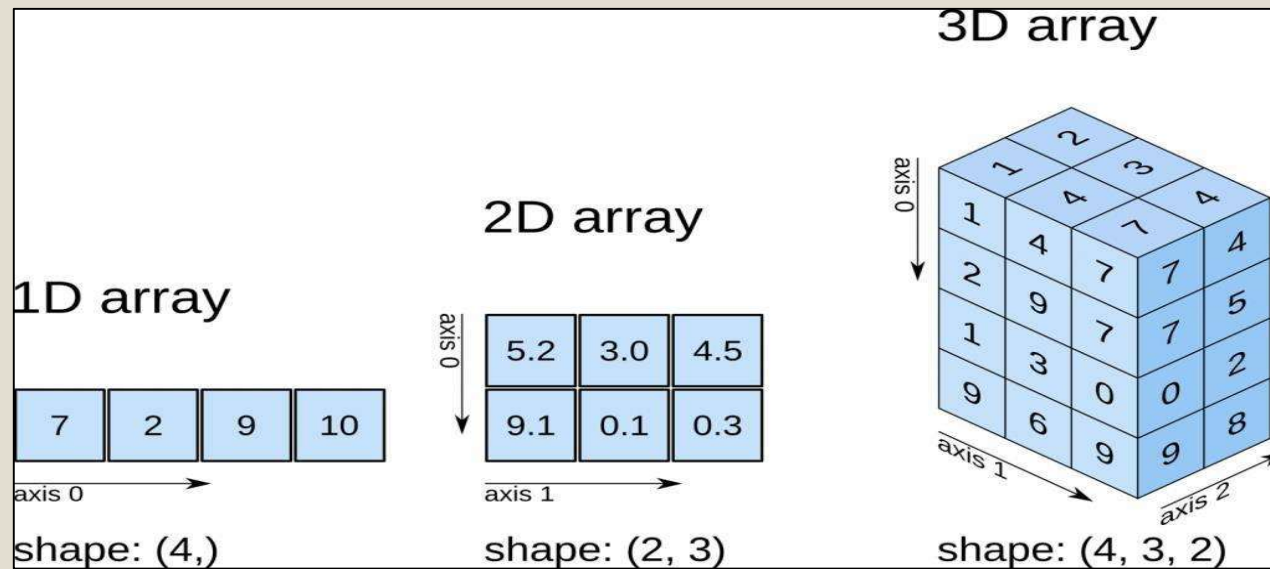 1D array
7 2 9 10
axis 0
shape: (4,)
2D array
axis 0
5.2 3.0 4.5
9.1 0.1 0.3
axis 1
shape: (2, 3)
3D array
axis 0
2
1 3
4 4
7
1 4 7 7 4
2 9 7 7 5
1 3 0 0 2
9 6 9 9 8
axis 1
axis 2
shape: (4, 3, 2)